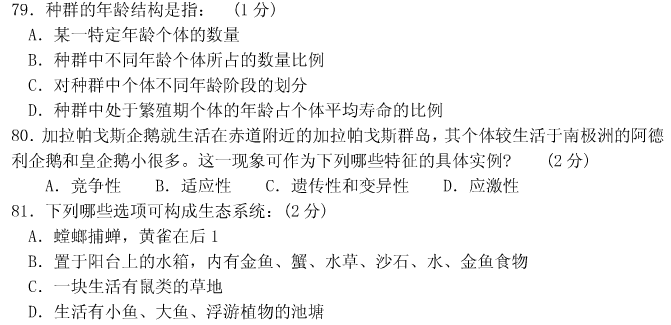 79．种群的年龄结构是指： (1 分)
A．某一特定年龄个体的数量
B．种群中不同年龄个体所占的数量比例
C．对种群中个体不同年龄阶段的划分
D．种群中处于繁殖期个体的年龄占个体平均寿命的比例
80．加拉帕戈斯企鹅就生活在赤道附近的加拉帕戈斯群岛，其个体较生活于南极洲的阿德
利企鹅和皇企鹅小很多。这一现象可作为下列哪些特征的具体实例? (2 分)
A．竞争性 B．适应性 C．遗传性和变异性 D．应激性
81．下列哪些选项可构成生态系统：(2 分)
A．螳螂捕蝉，黄雀在后 1
B．置于阳台上的水箱，内有金鱼、蟹、水草、沙石、水、金鱼食物
C．一块生活有鼠类的草地
D．生活有小鱼、大鱼、浮游植物的池塘